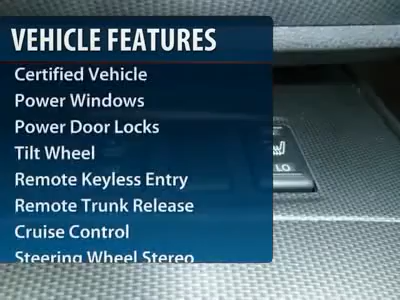 VEHICLE FEATURES
Certified Vehicle
Power Windows
Power Door Locks
Tilt Wheel
Remote Keyless Entry
Remote Trunk Release
Cruise Control
Steering Wheel Stereo
LO